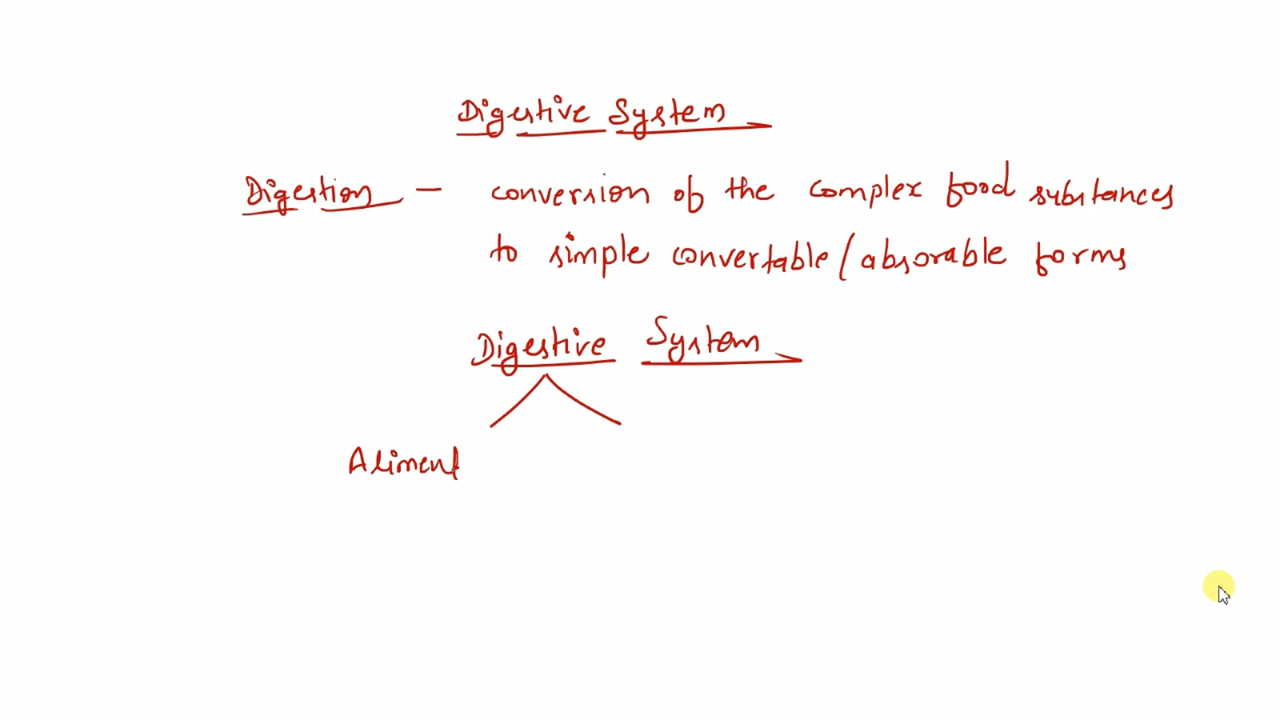 Digestive System
Digestion — conversion of the complex food substances
to simple convertable / absorable forms
Digestive System
Aliment